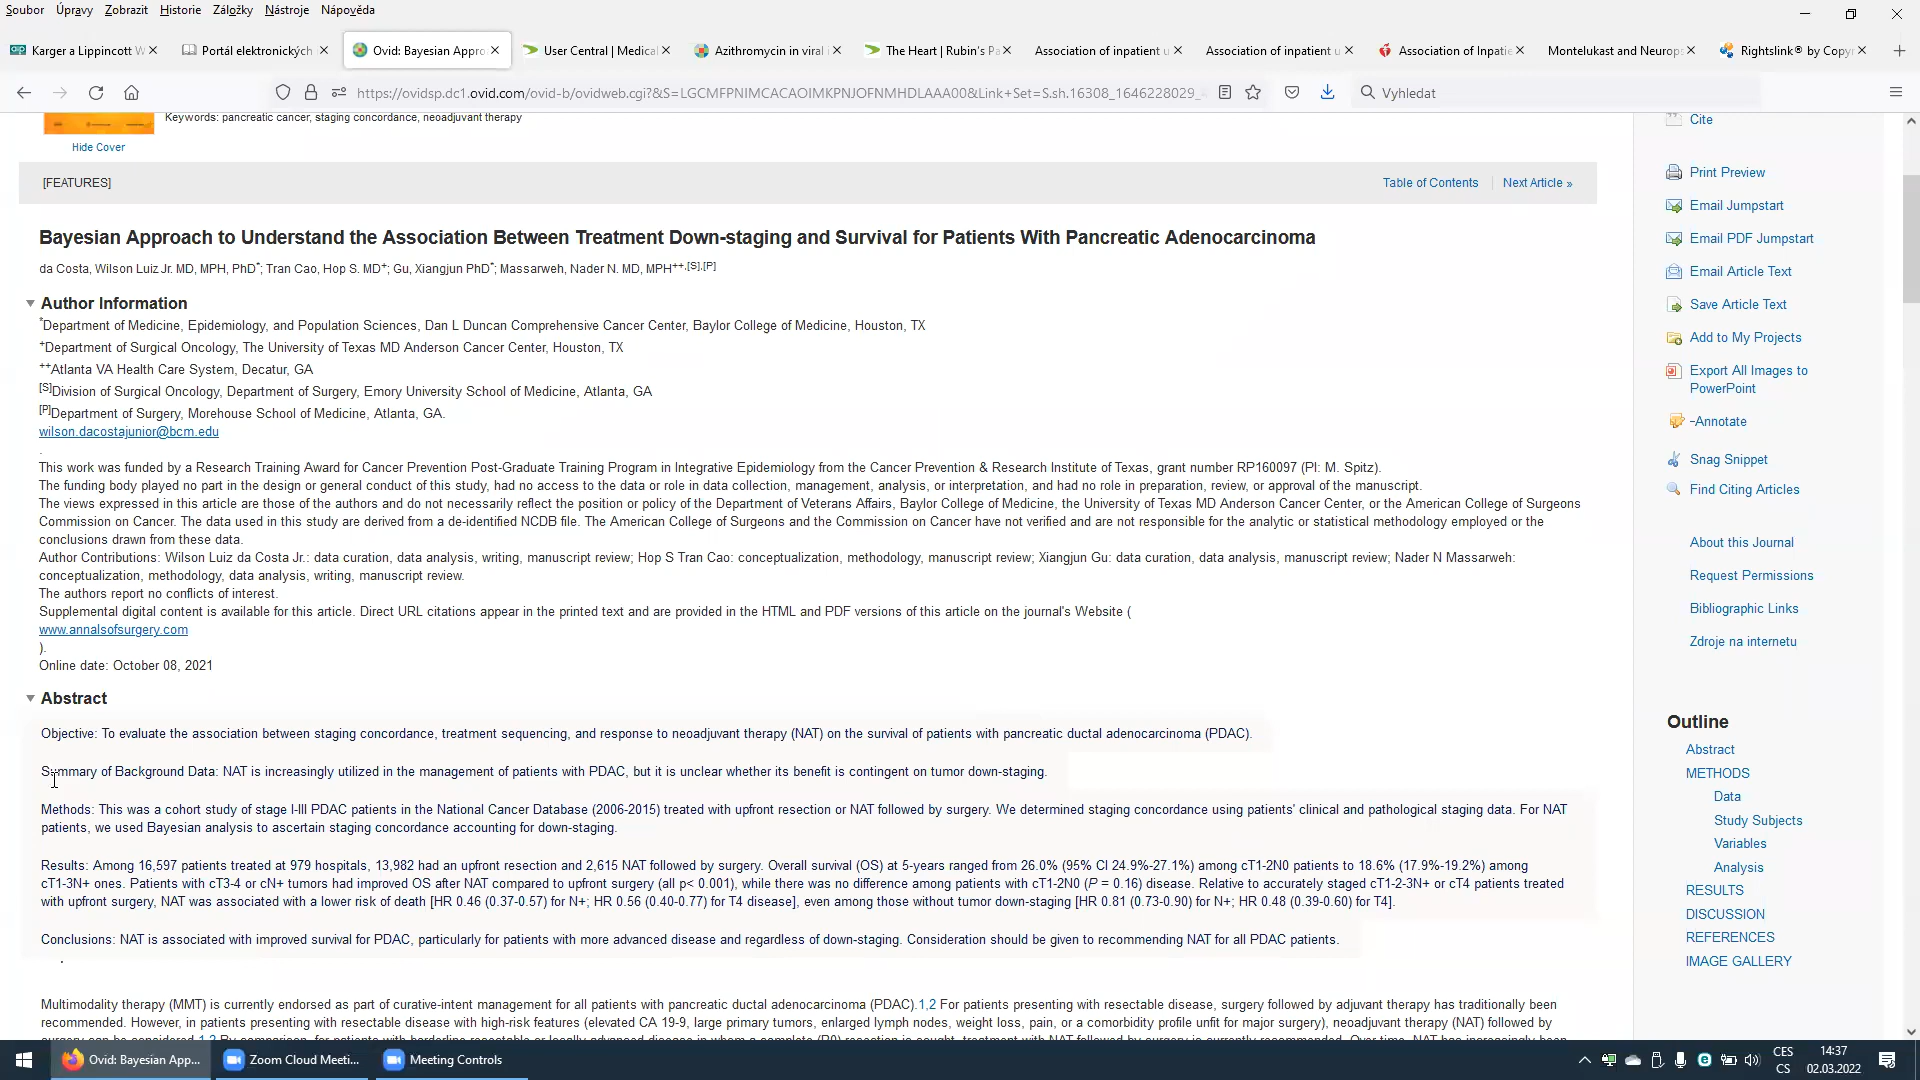 Soubor Úpravy Zobrazit Historie Záložky Nástroje Nápověda
Karger a Lippincott W
Portál elektronických
Ovid: Bayesian Appro
User Central | Medical
Azithromycin in viral i
The Heart | Rubin's Pa
Association of inpatient u
Association of inpatient u
Association of Inpatie
Montelukast and Neurops
Rightslink® by Copyr
https://ovidsp.dc1.ovid.com/ovid-b/ovidweb.cgi?&S=LGCMFPNIMCACAOIMKPNJOFNMHDLAAA00&Link+Set=S.sh.16308_1646228029_
Vyhledat
Keywords: pancreatic cancer, staging concordance, neoadjuvant therapy
Hide Cover
[FEATURES]
Table of Contents
Next Article »
Bayesian Approach to Understand the Association Between Treatment Down-staging and Survival for Patients With Pancreatic Adenocarcinoma
da Costa, Wilson Luiz Jr. MD, MPH, PhD*; Tran Cao, Hop S. MD+; Gu, Xiangjun PhD*; Massarweh, Nader N. MD, MPH++,[S],[P]
Author Information
*Department of Medicine, Epidemiology, and Population Sciences, Dan L Duncan Comprehensive Cancer Center, Baylor College of Medicine, Houston, TX
+Department of Surgical Oncology, The University of Texas MD Anderson Cancer Center, Houston, TX
++Atlanta VA Health Care System, Decatur, GA
[S]Division of Surgical Oncology, Department of Surgery, Emory University School of Medicine, Atlanta, GA
[P]Department of Surgery, Morehouse School of Medicine, Atlanta, GA.
wilson.dacostajunior@bcm.edu
.
This work was funded by a Research Training Award for Cancer Prevention Post-Graduate Training Program in Integrative Epidemiology from the Cancer Prevention & Research Institute of Texas, grant number RP160097 (PI: M. Spitz).
The funding body played no part in the design or general conduct of this study, had no access to the data or role in data collection, management, analysis, or interpretation, and had no role in preparation, review, or approval of the manuscript.
The views expressed in this article are those of the authors and do not necessarily reflect the position or policy of the Department of Veterans Affairs, Baylor College of Medicine, the University of Texas MD Anderson Cancer Center, or the American College of Surgeons
Commission on Cancer. The data used in this study are derived from a de-identified NCDB file. The American College of Surgeons and the Commission on Cancer have not verified and are not responsible for the analytic or statistical methodology employed or the
conclusions drawn from these data.
Author Contributions: Wilson Luiz da Costa Jr.: data curation, data analysis, writing, manuscript review; Hop S Tran Cao: conceptualization, methodology, manuscript review; Xiangjun Gu: data curation, data analysis, manuscript review; Nader N Massarweh:
conceptualization, methodology, data analysis, writing, manuscript review.
The authors report no conflicts of interest.
Supplemental digital content is available for this article. Direct URL citations appear in the printed text and are provided in the HTML and PDF versions of this article on the journal's Website (
www.annalsofsurgery.com
).
Online date: October 08, 2021
Abstract
Objective: To evaluate the association between staging concordance, treatment sequencing, and response to neoadjuvant therapy (NAT) on the survival of patients with pancreatic ductal adenocarcinoma (PDAC).
Summary of Background Data: NAT is increasingly utilized in the management of patients with PDAC, but it is unclear whether its benefit is contingent on tumor down-staging.
Methods: This was a cohort study of stage I-III PDAC patients in the National Cancer Database (2006-2015) treated with upfront resection or NAT followed by surgery. We determined staging concordance using patients' clinical and pathological staging data. For NAT
patients, we used Bayesian analysis to ascertain staging concordance accounting for down-staging.
Results: Among 16,597 patients treated at 979 hospitals, 13,982 had an upfront resection and 2,615 NAT followed by surgery. Overall survival (OS) at 5-years ranged from 26.0% (95% CI 24.9%-27.1%) among cT1-2N0 patients to 18.6% (17.9%-19.2%) among
cT1-3N+ ones. Patients with cT3-4 or cN+ tumors had improved OS after NAT compared to upfront surgery (all p< 0.001), while there was no difference among patients with cT1-2N0 (P = 0.16) disease. Relative to accurately staged cT1-2-3N+ or cT4 patients treated
with upfront surgery, NAT was associated with a lower risk of death [HR 0.46 (0.37-0.57) for N+; HR 0.56 (0.40-0.77) for T4 disease], even among those without tumor down-staging [HR 0.81 (0.73-0.90) for N+; HR 0.48 (0.39-0.60) for T4].
Conclusions: NAT is associated with improved survival for PDAC, particularly for patients with more advanced disease and regardless of down-staging. Consideration should be given to recommending NAT for all PDAC patients.
.
Multimodality therapy (MMT) is currently endorsed as part of curative-intent management for all patients with pancreatic ductal adenocarcinoma (PDAC).1,2 For patients presenting with resectable disease, surgery followed by adjuvant therapy has traditionally been
recommended. However, in patients presenting with resectable disease with high-risk features (elevated CA 19-9, large primary tumors, enlarged lymph nodes, weight loss, pain, or a comorbidity profile unfit for major surgery), neoadjuvant therapy (NAT) followed by
Cite
Print Preview
Email Jumpstart
Email PDF Jumpstart
Email Article Text
Save Article Text
Add to My Projects
Export All Images to
PowerPoint
Annotate
Snag Snippet
Find Citing Articles
About this Journal
Request Permissions
Bibliographic Links
Zdroje na internetu
Outline
Abstract
METHODS
Data
Study Subjects
Variables
Analysis
RESULTS
DISCUSSION
REFERENCES
IMAGE GALLERY
Ovid: Bayesian App...
Zoom Cloud Meeti...
Meeting Controls
CES
CS
14:37
02.03.2022